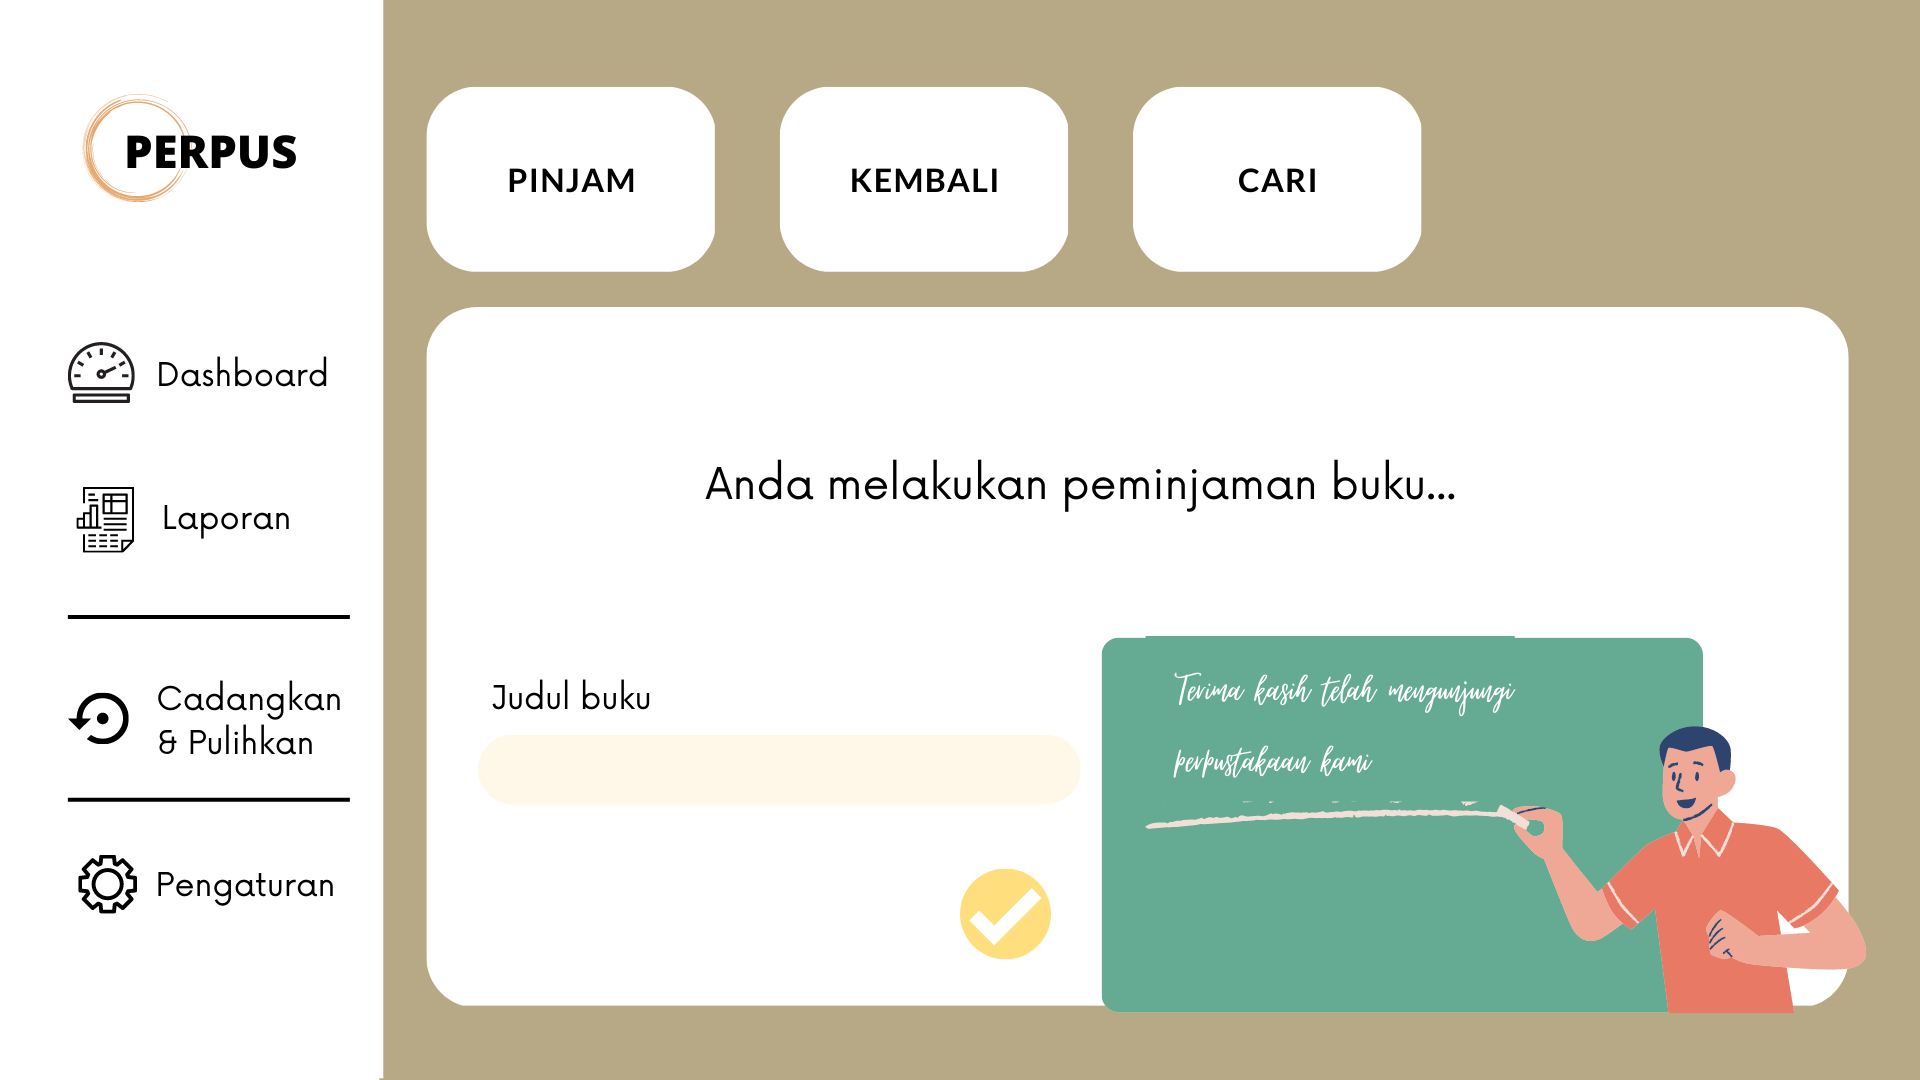 PERPUS
Dashboard
Laporan
Cadangkan
& Pulihkan
Pengaturan
PINJAM
KEMBALI
CARI
Anda melakukan peminjaman buku...
Judul buku
Terima kasih telah mengunjungi
perpustakaan kami